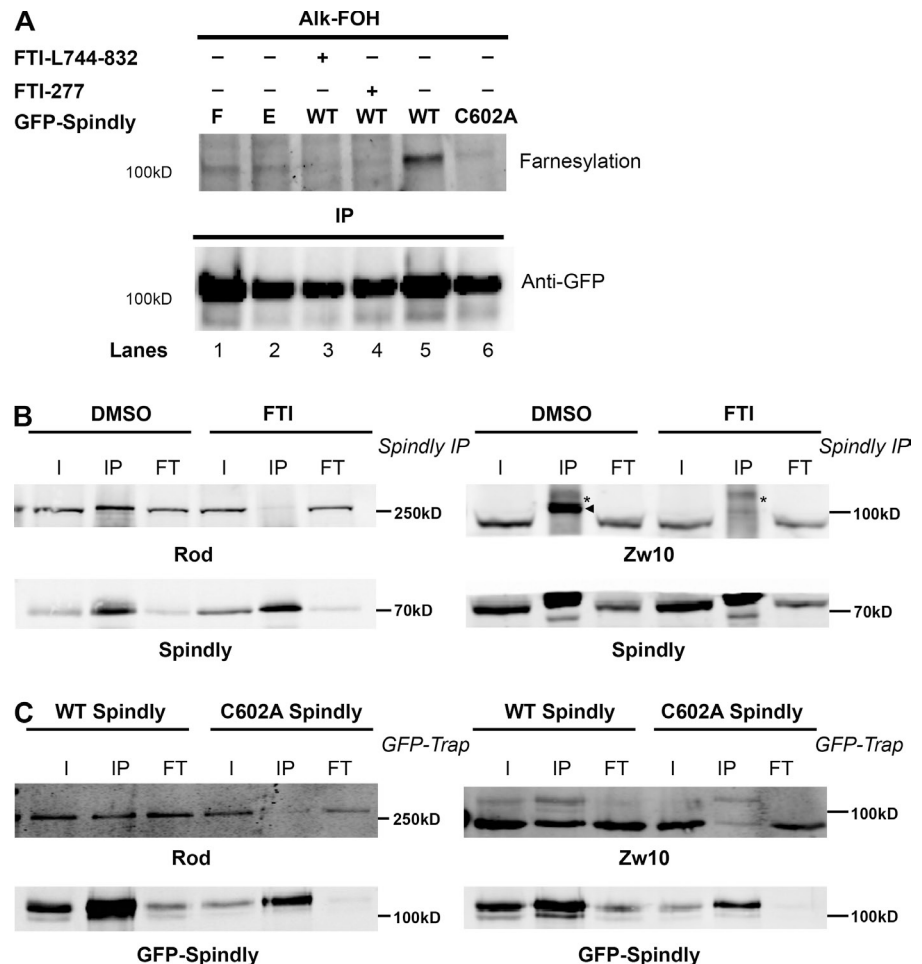 A
Alk-FOH
FTI-L744-832 – – + – – –
FTI-277 – – – + – –
GFP-Spindly F E WT WT WT C602A
100kD Farnesylation
IP
100kD Anti-GFP
Lanes 1 2 3 4 5 6
B
DMSO FTI Spindly IP
I IP FT I IP FT
250kD
Rod
70kD
Spindly
DMSO FTI Spindly IP
I IP FT I IP FT
* * 100kD
Zw10
70kD
Spindly
C
WT Spindly C602A Spindly GFP-Trap
I IP FT I IP FT
250kD
Rod
100kD
GFP-Spindly
WT Spindly C602A Spindly GFP-Trap
I IP FT I IP FT
100kD
Zw10
100kD
GFP-Spindly